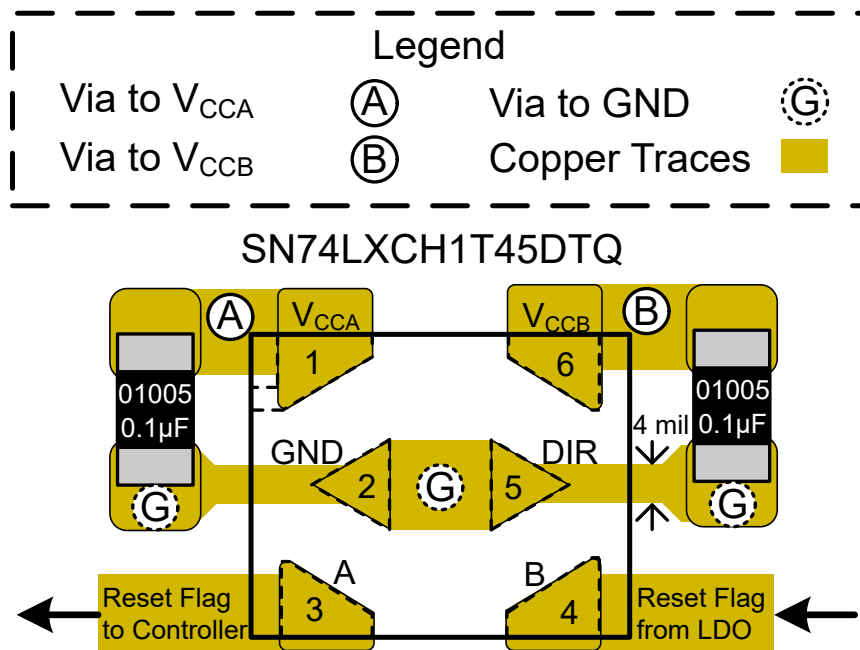 Legend
Via to VCCA A Via to GND G
Via to VCCB B Copper Traces
SN74LXCH1T45DTQ
A VCCA VCCB B
1 6
01005 01005
0.1µF 0.1µF
4 mil
GND DIR
G 2 G 5 G
A B
3 4
Reset Flag
to Controller
Reset Flag
from LDO